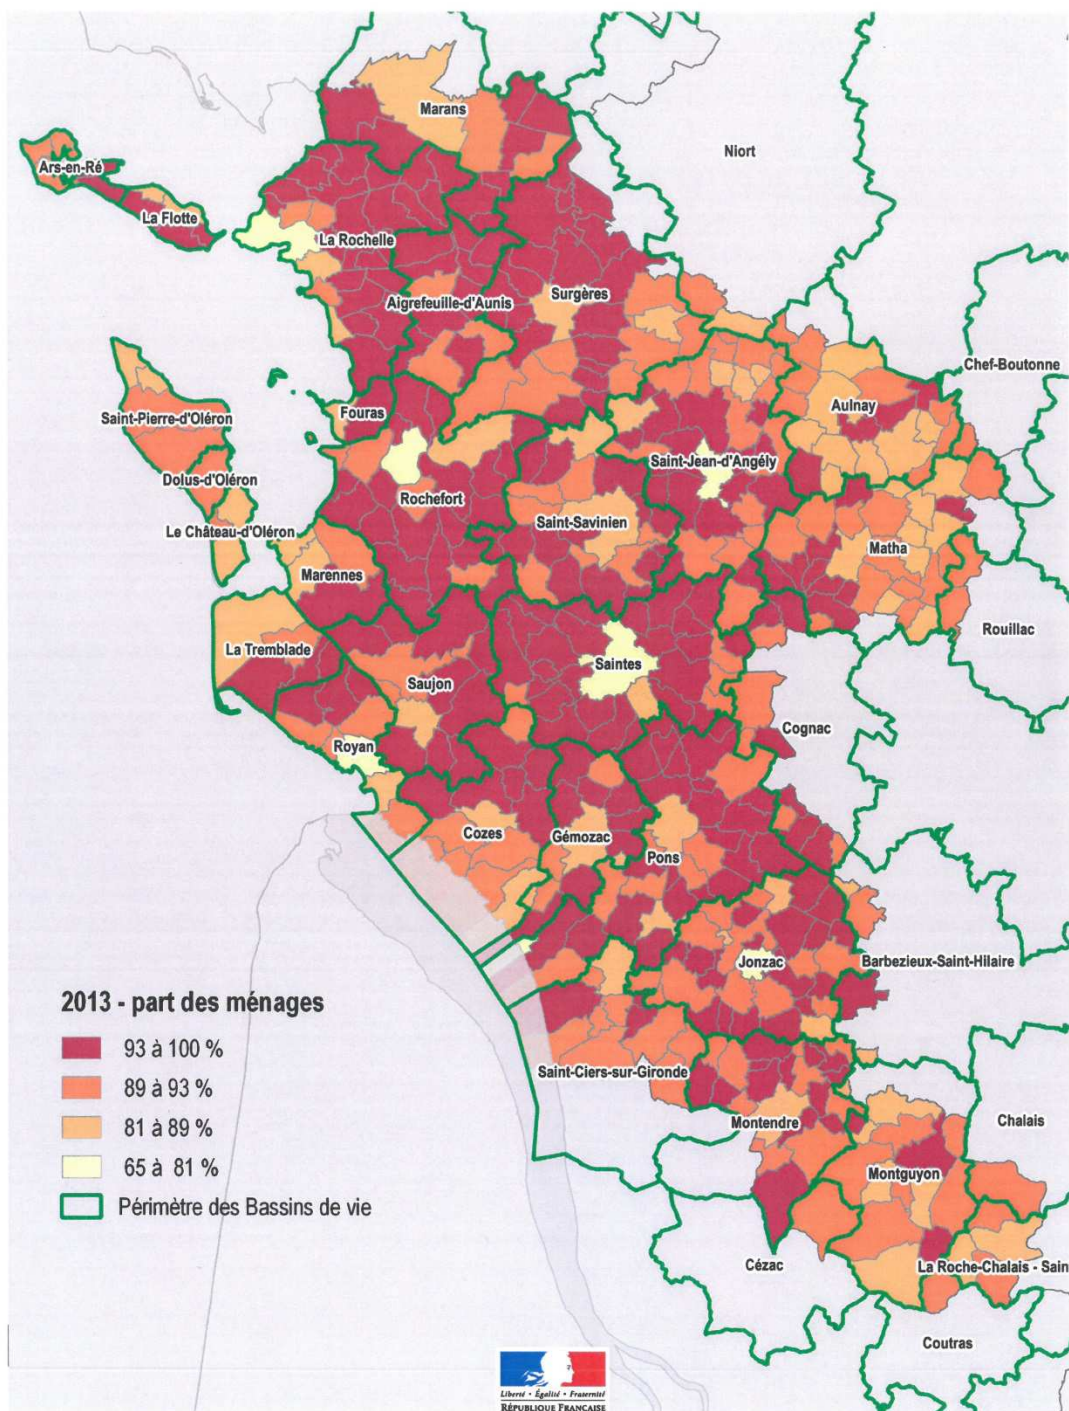 Marans
Niort
Ars-en-Ré
La Flotte
La Rochelle
Aigrefeuille-d'Aunis
Surgères
Chef-Boutonne
Saint-Pierre-d'Oléron
Fouras
Aulnay
Dolus-d'Oléron
Saint-Jean-d'Angély
Rochefort
Le Château-d'Oléron
Saint-Savinien
Matha
Marennes
Rouillac
La Tremblade
Saintes
Saujon
Cognac
Royan
Cozes
Gémozac
Pons
Jonzac
Barbezieux-Saint-Hilaire
2013 - part des ménages
93 à 100 %
89 à 93 %
81 à 89 %
65 à 81 %
Périmètre des Bassins de vie
Saint-Ciers-sur-Gironde
Montendre
Chalais
Montguyon
Cézac
La Roche-Chalais - Saint
Coutras
Liberté • Égalité • Fraternité
RÉPUBLIQUE FRANÇAISE